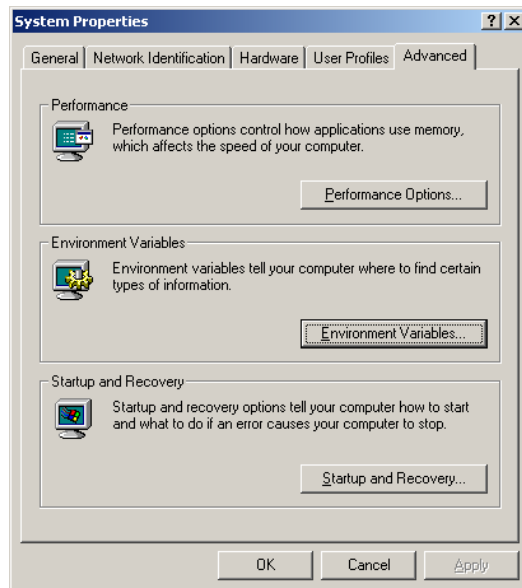 System Properties
General Network Identification Hardware User Profiles Advanced
Performance
Performance options control how applications use memory,
which affects the speed of your computer.
Performance Options...
Environment Variables
Environment variables tell your computer where to find certain
types of information.
Environment Variables...
Startup and Recovery
Startup and recovery options tell your computer how to start
and what to do if an error causes your computer to stop.
Startup and Recovery...
OK Cancel Apply